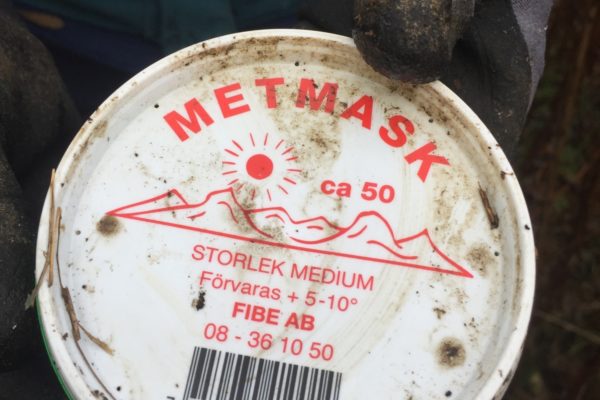 METMASK
ca 50
STORLEK MEDIUM
Förvaras + 5-10°
FIBE AB
08 - 36 10 50